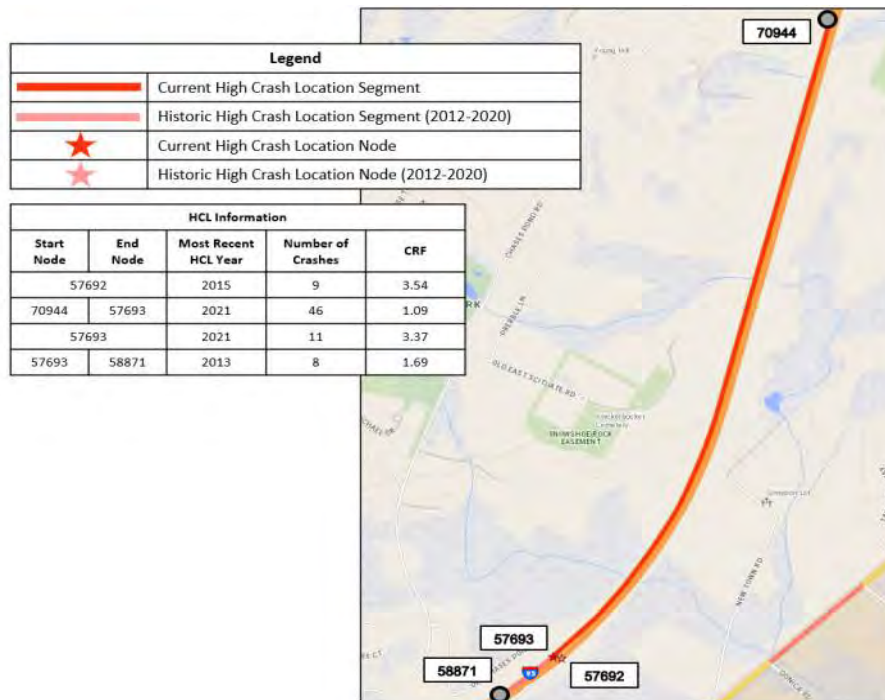 70944
Legend
Current High Crash Location Segment
Historic High Crash Location Segment (2012-2020)
Current High Crash Location Node
Historic High Crash Location Node (2012-2020)
HCL Information
Start Node End Node Most Recent HCL Year Number of Crashes CRF
57692 2015 9 3.54
70944 57693 2021 46 1.09
57693 2021 11 3.37
57693 58871 2013 8 1.69
CHASES POND RD
RK
OLD EAST SCITUATE RD
Cemetery
SNOWSHOE ROCK
EASEMENT
NEW TOWN RD
57693
57692
58871
95